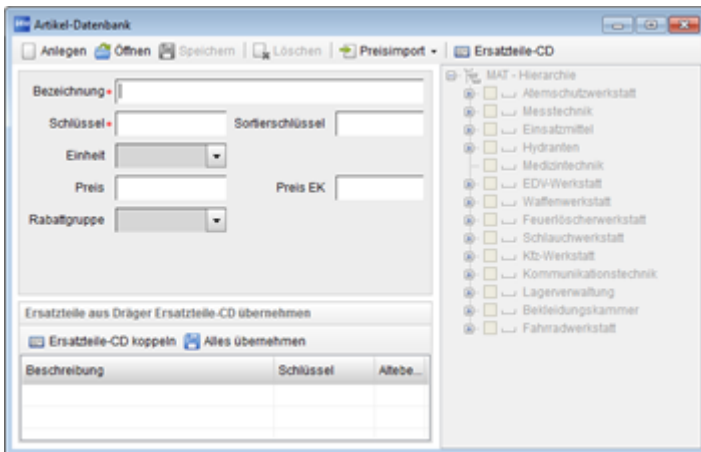 Artikel-Datenbank
Anlegen Öffnen Speichern Löschen Preisimport Ersatzteile-CD
Bezeichnung*
Schlüssel* Sortierschlüssel
Einheit
Preis Preis EK
Rabattgruppe
MAT - Hierarchie
Atemschutzwerkstatt
Messtechnik
Einsatzmittel
Hydranten
Medizintechnik
EDV-Werkstatt
Waffenwerkstatt
Feuerlöscherwerkstatt
Schlauchwerkstatt
Kfz-Werkstatt
Kommunikationstechnik
Lagerverwaltung
Bekleidungskammer
Fahrradwerkstatt
Ersatzteile aus Dräger Ersatzteile-CD übernehmen
Ersatzteile-CD koppeln Alles übernehmen
Beschreibung Schlüssel Altebe...